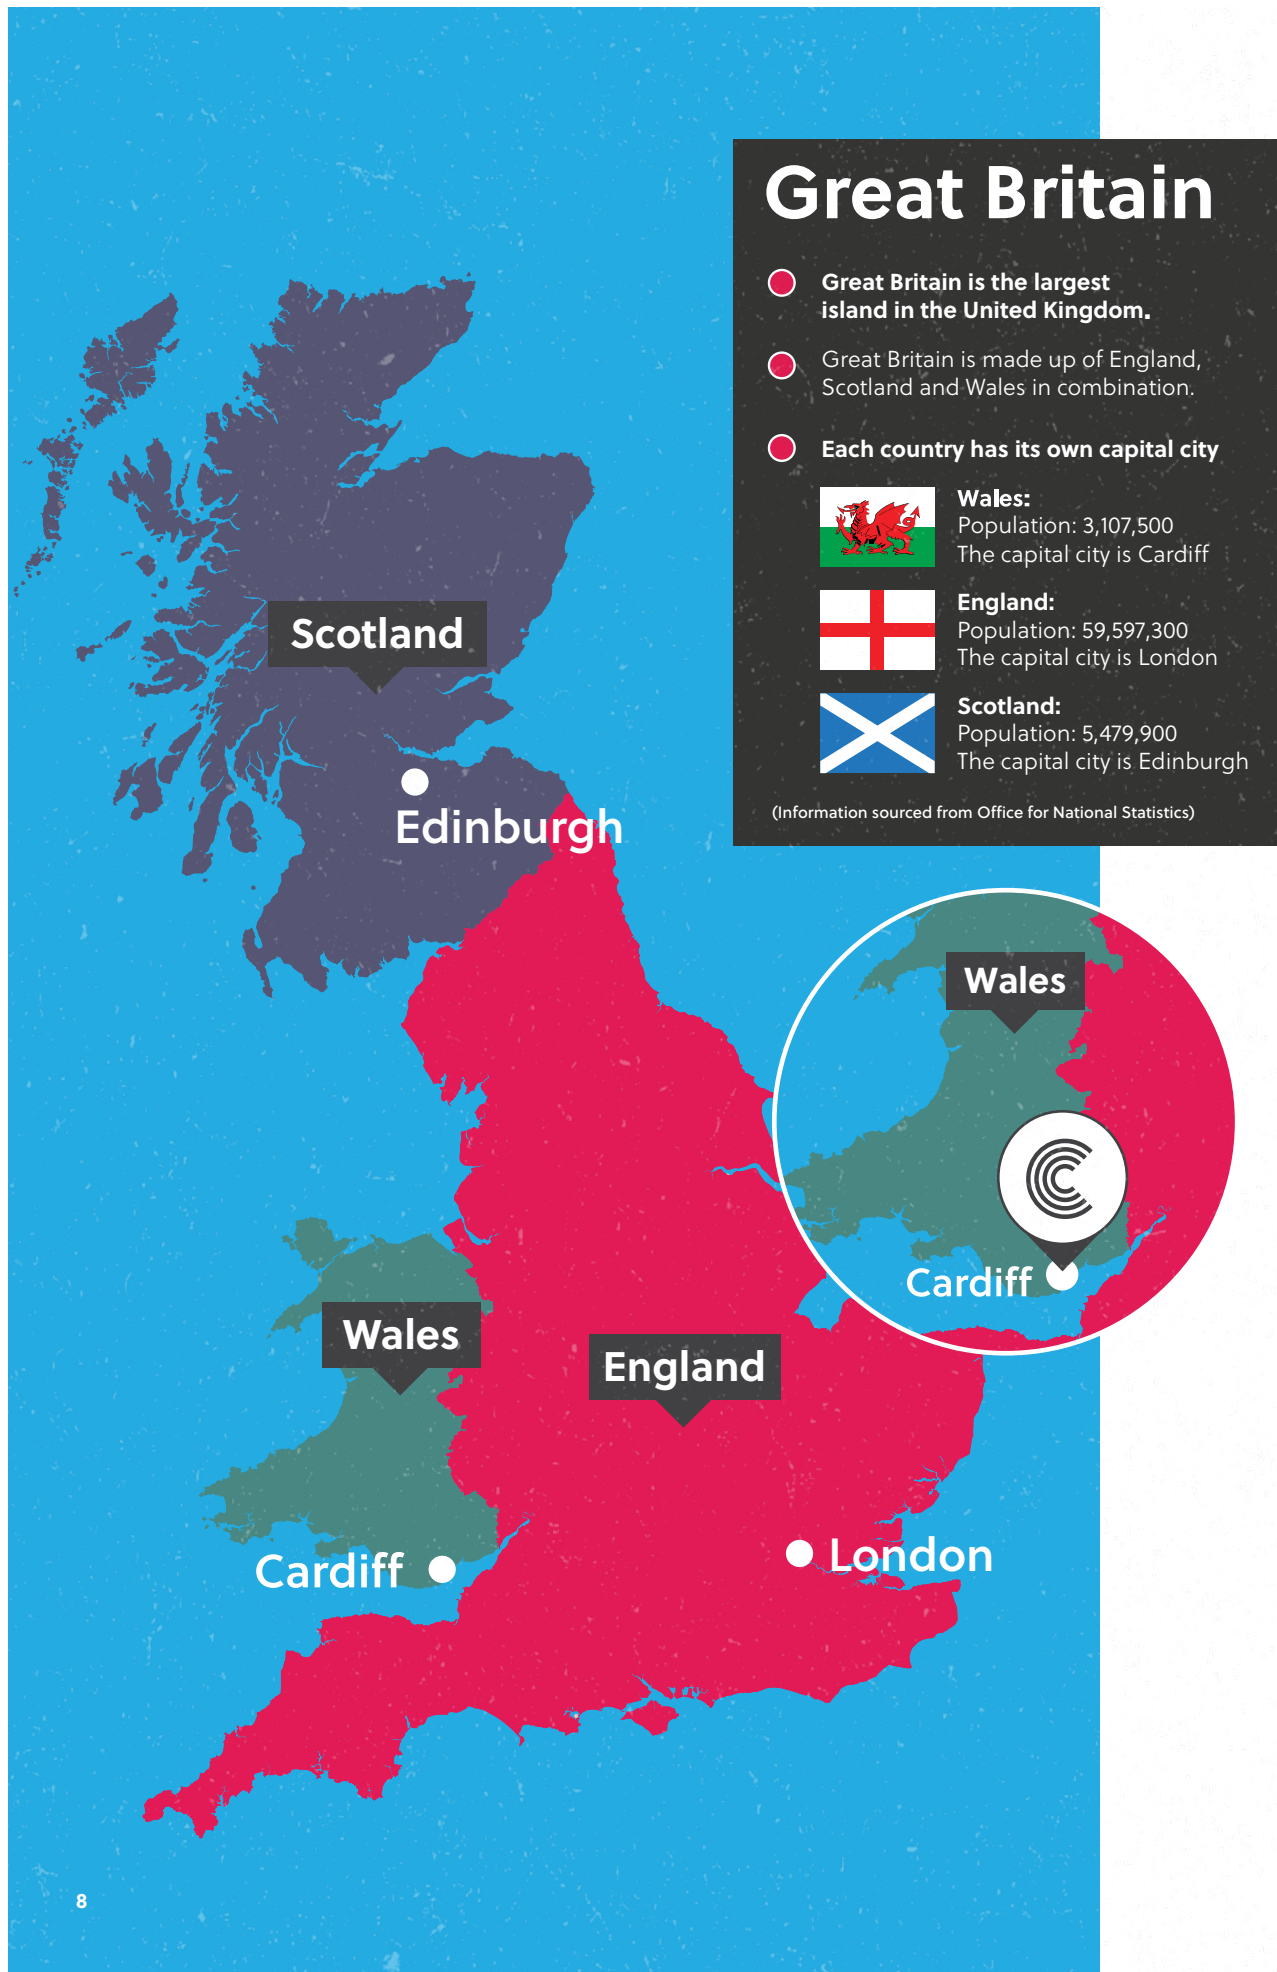 Great Britain
Great Britain is the largest
island in the United Kingdom.
Great Britain is made up of England,
Scotland and Wales in combination.
Each country has its own capital city
Wales:
Population: 3,107,500
The capital city is Cardiff
England:
Population: 59,597,300
The capital city is London
Scotland:
Population: 5,479,900
The capital city is Edinburgh
(Information sourced from Office for National Statistics)
Scotland
Edinburgh
Wales
Cardiff
Wales
England
Cardiff
London
8